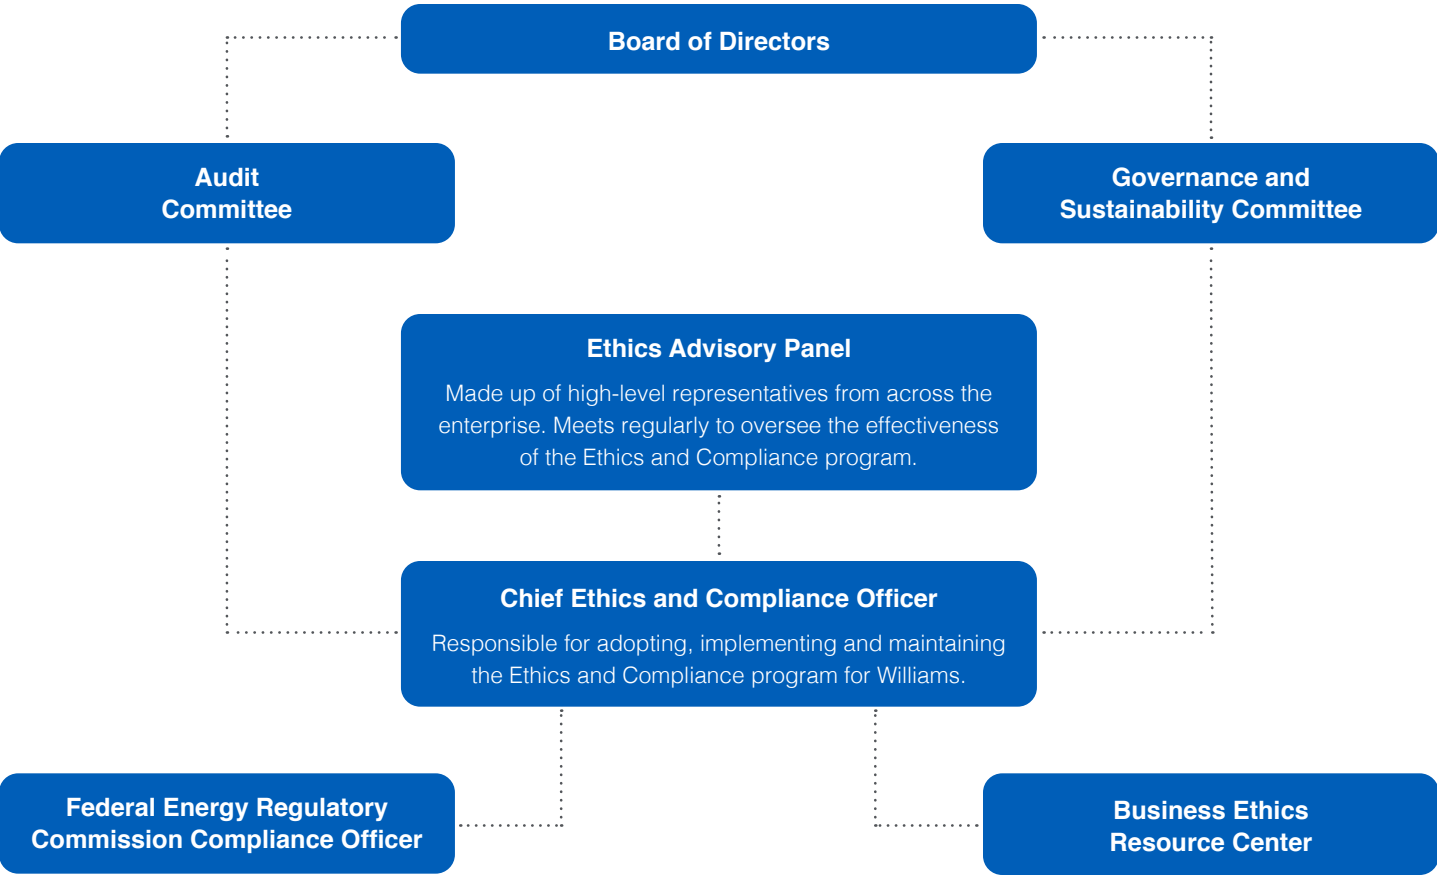 Board of Directors
Audit
Committee
Governance and
Sustainability Committee
Ethics Advisory Panel
Made up of high-level representatives from across the
enterprise. Meets regularly to oversee the effectiveness
of the Ethics and Compliance program.
Chief Ethics and Compliance Officer
Responsible for adopting, implementing and maintaining
the Ethics and Compliance program for Williams.
Federal Energy Regulatory
Commission Compliance Officer
Business Ethics
Resource Center